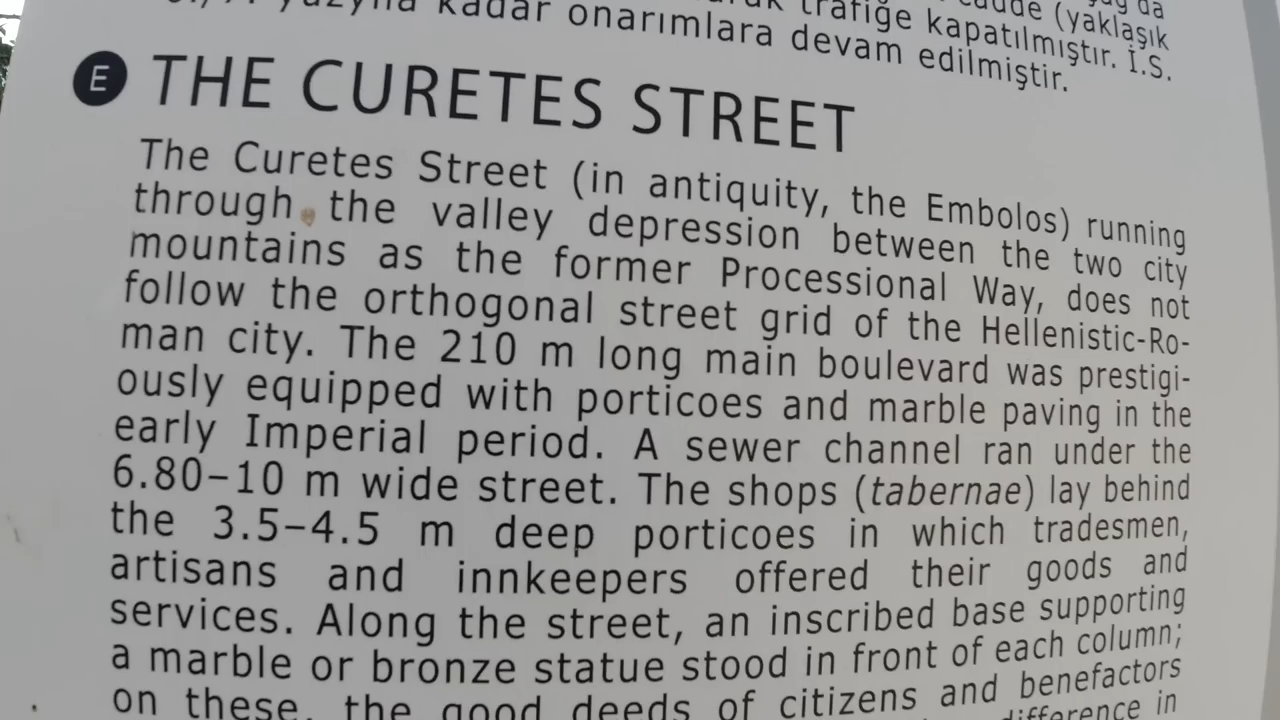 cadde (yaklaşık
trafiğe kapatılmıştır. İ.S.
yüzyıla kadar onarımlara devam edilmiştir.
E THE CURETES STREET
The Curetes Street (in antiquity, the Embolos) running
through the valley depression between the two city
mountains as the former Processional Way, does not
follow the orthogonal street grid of the Hellenistic-Ro-
man city. The 210 m long main boulevard was prestigi-
ously equipped with porticoes and marble paving in the
early Imperial period. A sewer channel ran under the
6.80–10 m wide street. The shops (tabernae) lay behind
the 3.5–4.5 m deep porticoes in which tradesmen,
artisans and innkeepers offered their goods and
services. Along the street, an inscribed base supporting
a marble or bronze statue stood in front of each column;
on these, the good deeds of citizens and benefactors
difference in